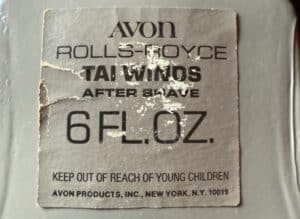 AVON
ROLLS-ROYCE
TAI WINDS
AFTER SHAVE
6 FL. OZ.
KEEP OUT OF REACH OF YOUNG CHILDREN
AVON PRODUCTS, INC., NEW YORK, N.Y. 10019